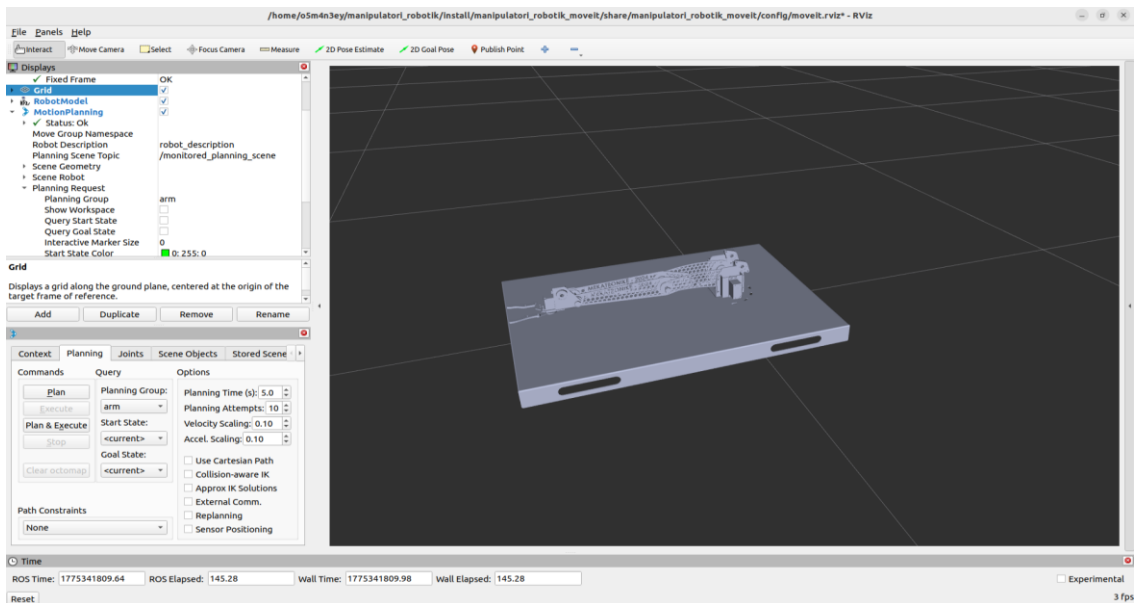 /home/o5m4n3ey/manipulatori_robotik/install/manipulatori_robotik_moveit/share/manipulatori_robotik_moveit/config/moveit.rviz* - RViz
File Panels Help
Interact Move Camera Select Focus Camera Measure 2D Pose Estimate 2D Goal Pose Publish Point
Displays
Fixed Frame OK
Grid
RobotModel
MotionPlanning
Status: Ok
Move Group Namespace
Robot Description robot_description
Planning Scene Topic /monitored_planning_scene
Scene Geometry
Scene Robot
Planning Request
Planning Group arm
Show Workspace
Query Start State
Query Goal State
Interactive Marker Size 0
Start State Color 0; 255; 0
Grid
Displays a grid along the ground plane, centered at the origin of the
target frame of reference.
Add Duplicate Remove Rename
Context Planning Joints Scene Objects Stored Scene
Commands Query Options
Plan Planning Group: Planning Time (s): 5.0
Execute arm Planning Attempts: 10
Plan & Execute Start State: Velocity Scaling: 0.10
Stop <current> Accel. Scaling: 0.10
Goal State: Use Cartesian Path
Clear octomap <current> Collision-aware IK
Approx IK Solutions
External Comm.
Path Constraints Replanning
None Sensor Positioning
Time
ROS Time: 1775341809.64 ROS Elapsed: 145.28 Wall Time: 1775341809.98 Wall Elapsed: 145.28 Experimental
Reset 3 fps